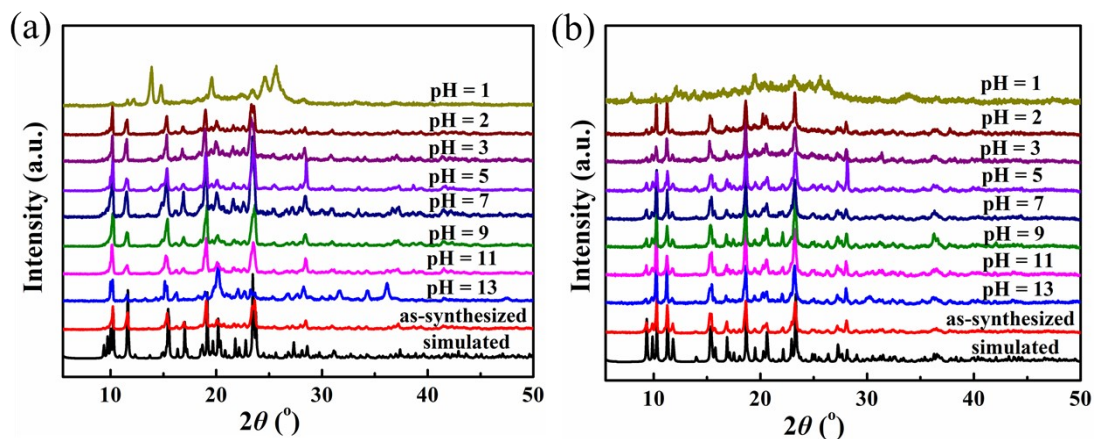 (a)
Intensity (a.u.)
pH = 1
pH = 2
pH = 3
pH = 5
pH = 7
pH = 9
pH = 11
pH = 13
as-synthesized
simulated
10 20 30 40 50
2θ (°)
(b)
Intensity (a.u.)
pH = 1
pH = 2
pH = 3
pH = 5
pH = 7
pH = 9
pH = 11
pH = 13
as-synthesized
simulated
10 20 30 40 50
2θ (°)